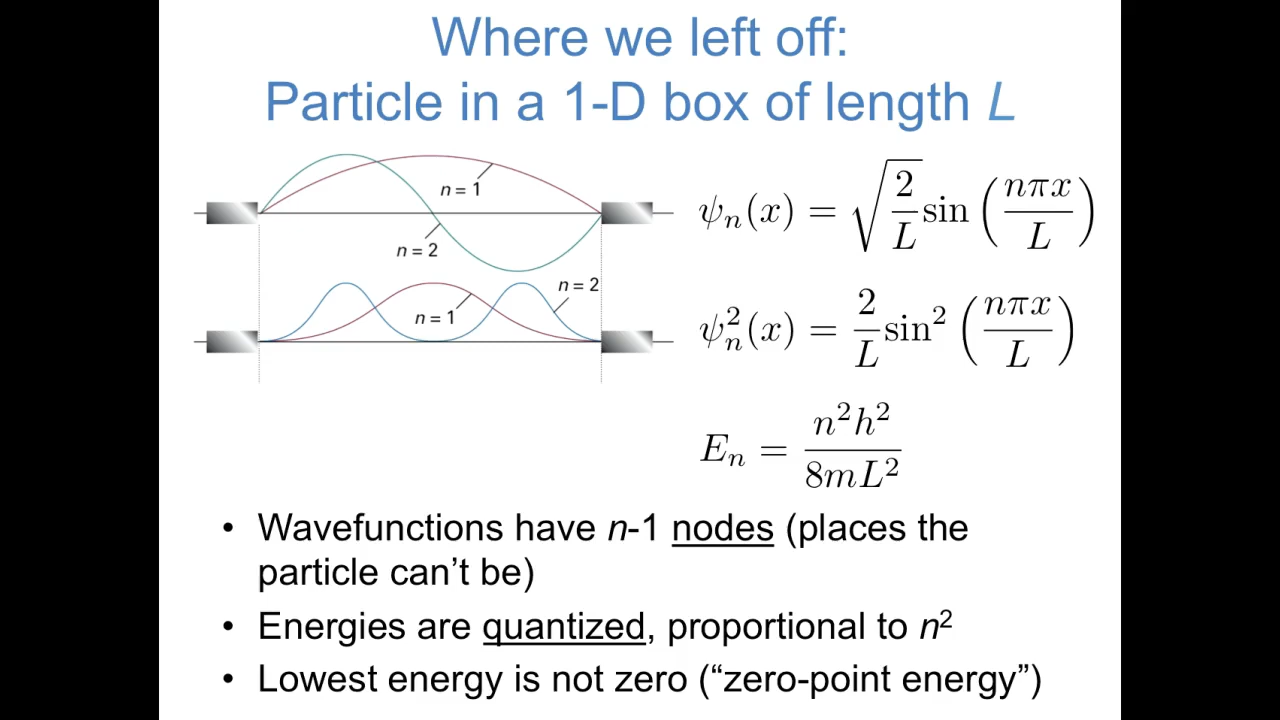 Where we left off:
Particle in a 1-D box of length L
n = 1
n = 2
n = 2
n = 1
ψₙ(x) = √(2/L) sin (nπx/L)
ψₙ²(x) = 2/L sin² (nπx/L)
Eₙ = n²h²/8mL²
• Wavefunctions have n-1 nodes (places the
particle can’t be)
• Energies are quantized, proportional to n²
• Lowest energy is not zero (“zero-point energy”)